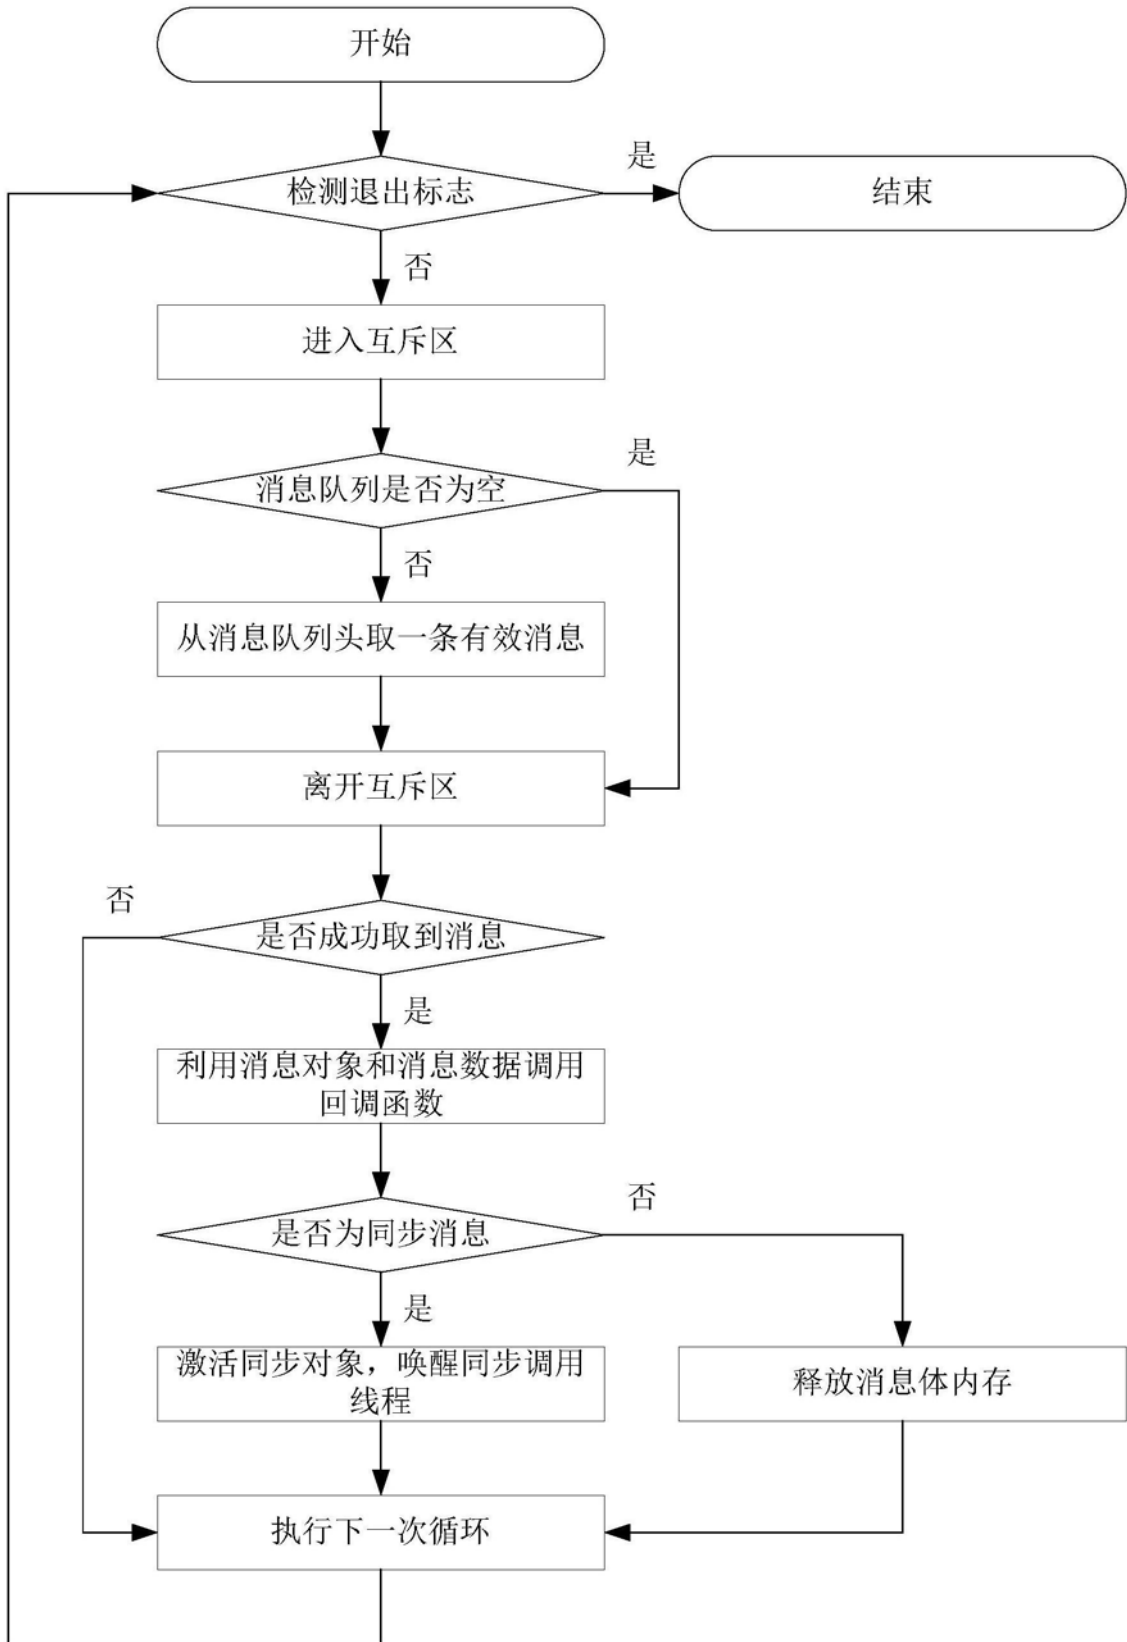 开始
检测退出标志
是
结束
否
进入互斥区
消息队列是否为空
是
否
从消息队列头取一条有效消息
离开互斥区
否
是否成功取到消息
是
利用消息对象和消息数据调用
回调函数
是否为同步消息
否
是
激活同步对象，唤醒同步调用
线程
释放消息体内存
执行下一次循环